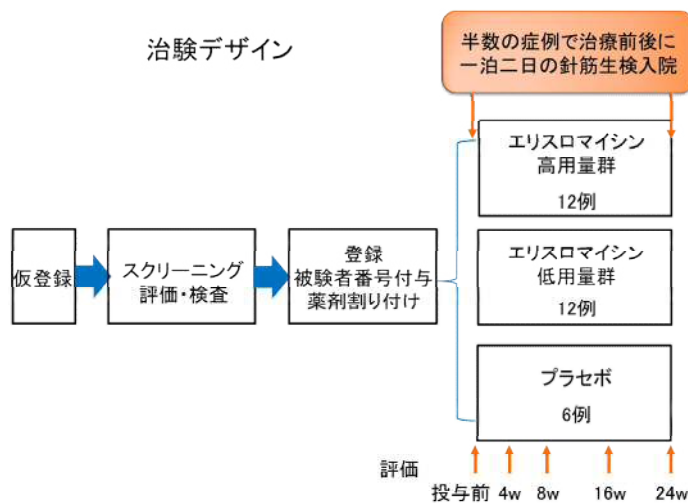 治験デザイン
半数の症例で治療前後に
一泊二日の針筋生検入院
仮登録
スクリーニング
評価・検査
登録
被験者番号付与
薬剤割り付け
エリスロマイシン
高用量群
12例
エリスロマイシン
低用量群
12例
プラセボ
6例
評価
投与前 4w 8w 16w 24w